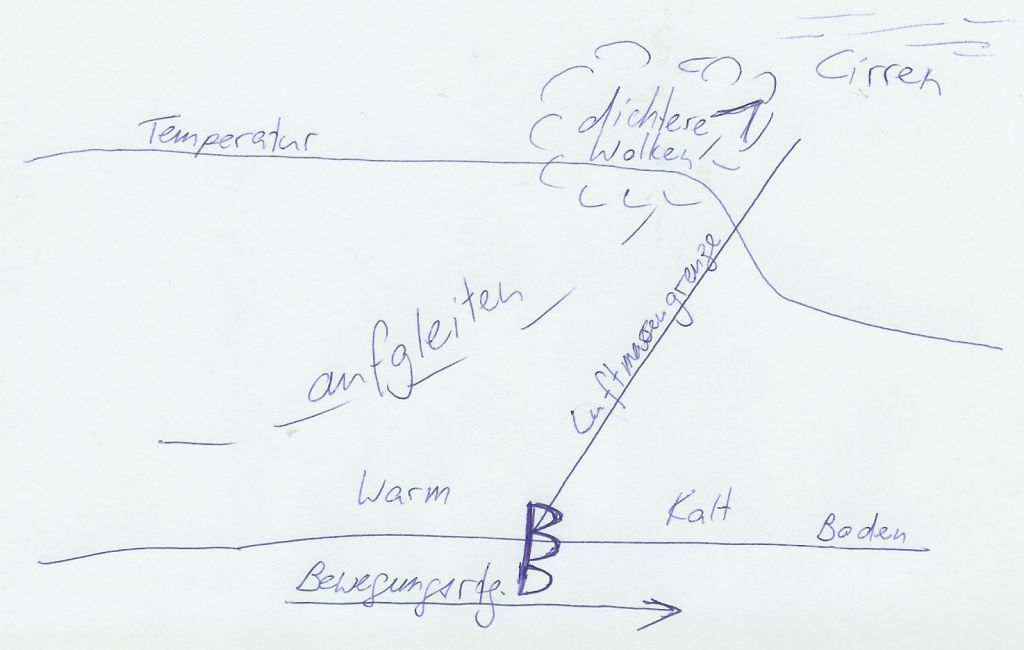 Cirren
dichtere
Wolken
Temperatur
Luftmassengrenze
aufgleiten
Warm
Kalt
Boden
Bewegungsrtg.